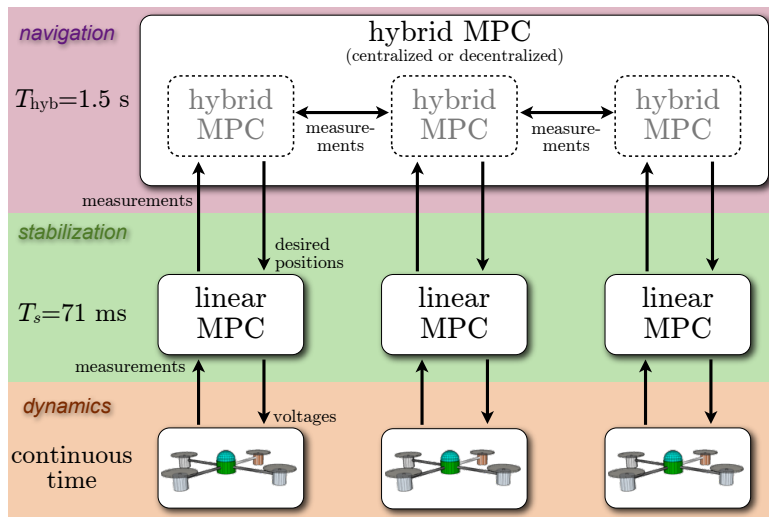 navigation
hybrid MPC
(centralized or decentralized)
T_hyb=1.5 s
hybrid
MPC
measure-
ments
hybrid
MPC
measure-
ments
hybrid
MPC
measurements
stabilization
desired
positions
T_s=71 ms
linear
MPC
linear
MPC
linear
MPC
measurements
dynamics
voltages
continuous
time